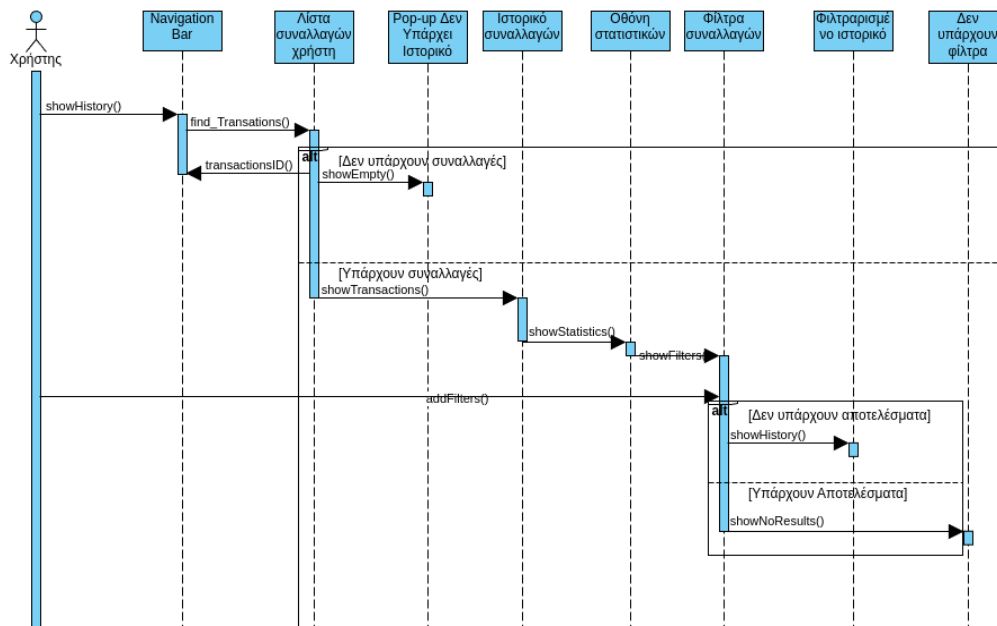 Χρήστης
Navigation
Bar
Λίστα
συναλλαγών
χρήστη
Pop-up Δεν
Υπάρχει
Ιστορικό
Ιστορικό
συναλλαγών
Οθόνη
στατιστικών
Φίλτρα
συναλλαγών
Φιλτραρισμέ
νο ιστορικό
Δεν
υπάρχουν
φίλτρα
showHistory()
find_Transations()
alt
[Δεν υπάρχουν συναλλαγές]
transactionsID()
showEmpty()
[Υπάρχουν συναλλαγές]
showTransactions()
showStatistics()
showFilters()
addFilters()
alt
[Δεν υπάρχουν αποτελέσματα]
showHistory()
[Υπάρχουν Αποτελέσματα]
showNoResults()